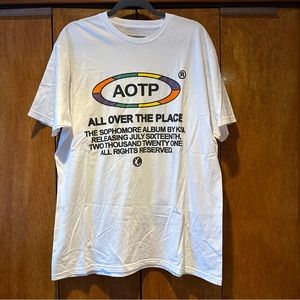 AOTP ®
ALL OVER THE PLACE
THE SOPHOMORE ALBUM BY KSI,
RELEASING JULY SIXTEENTH,
TWO THOUSAND TWENTY ONE
ALL RIGHTS RESERVED.